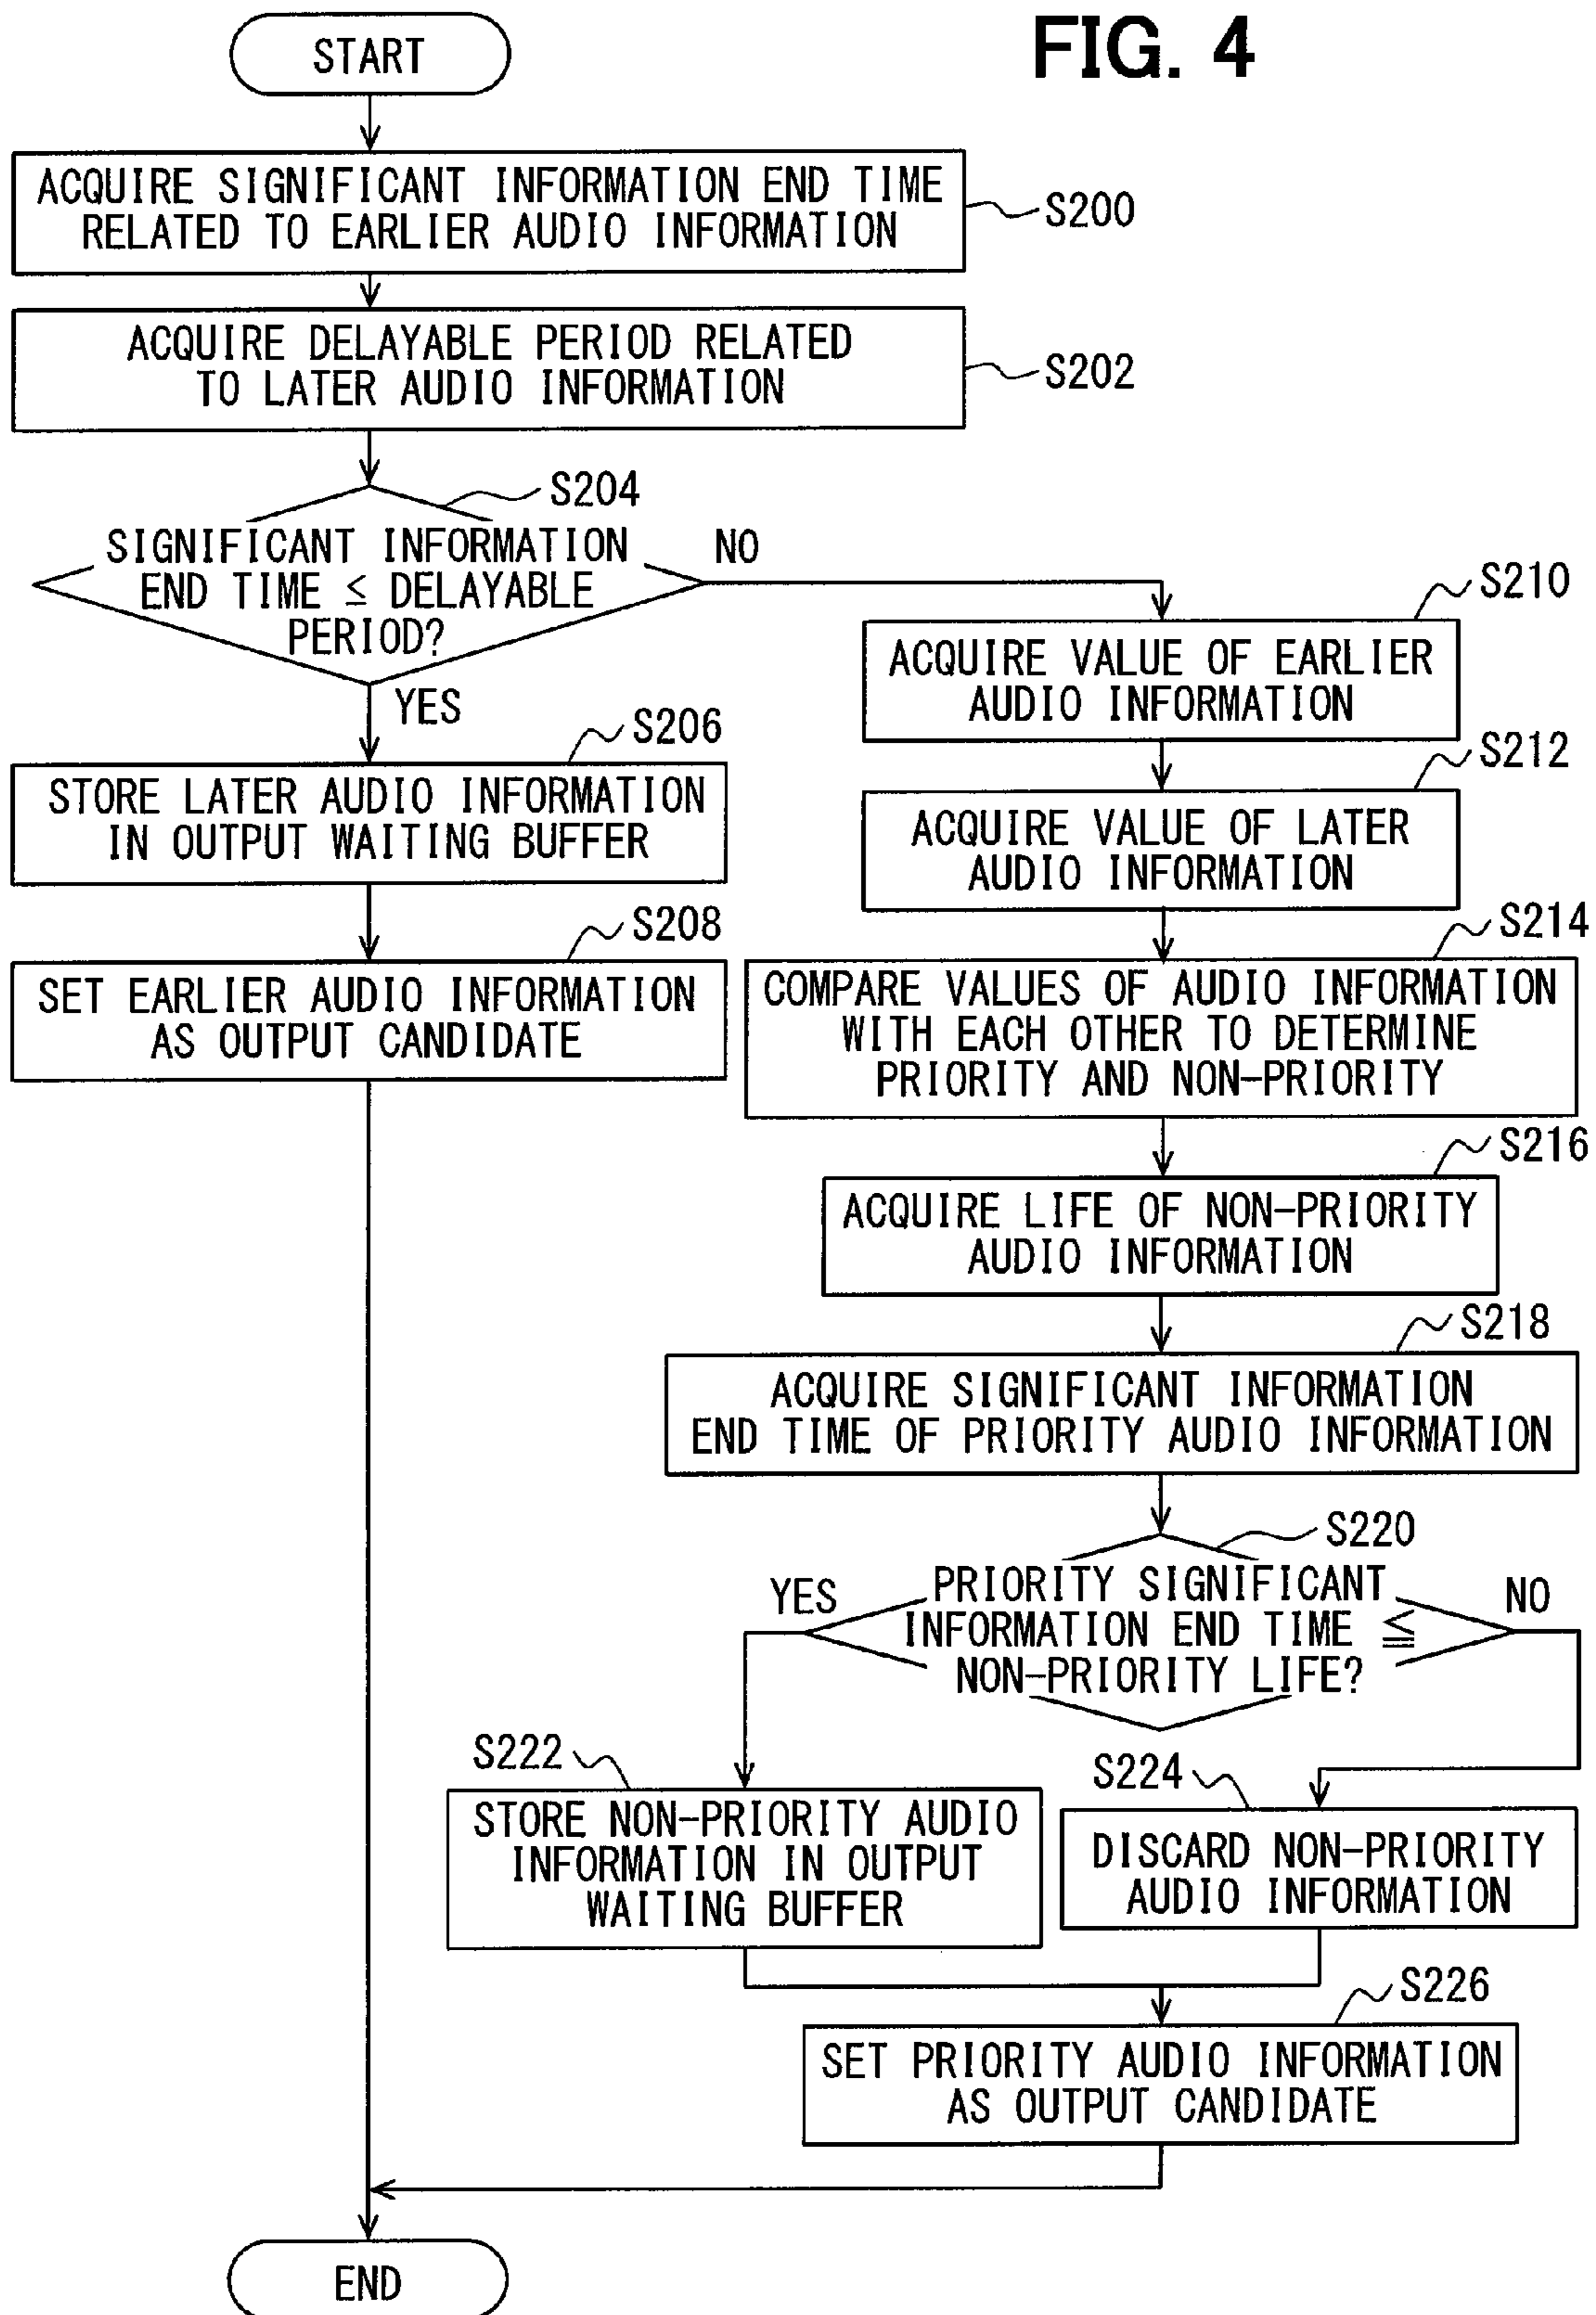 FIG. 4
START
ACQUIRE SIGNIFICANT INFORMATION END TIME
RELATED TO EARLIER AUDIO INFORMATION
S200
ACQUIRE DELAYABLE PERIOD RELATED
TO LATER AUDIO INFORMATION
S202
S204
SIGNIFICANT INFORMATION
END TIME ≤ DELAYABLE
PERIOD?
NO
YES
S206
STORE LATER AUDIO INFORMATION
IN OUTPUT WAITING BUFFER
S208
SET EARLIER AUDIO INFORMATION
AS OUTPUT CANDIDATE
S210
ACQUIRE VALUE OF EARLIER
AUDIO INFORMATION
S212
ACQUIRE VALUE OF LATER
AUDIO INFORMATION
S214
COMPARE VALUES OF AUDIO INFORMATION
WITH EACH OTHER TO DETERMINE
PRIORITY AND NON-PRIORITY
S216
ACQUIRE LIFE OF NON-PRIORITY
AUDIO INFORMATION
S218
ACQUIRE SIGNIFICANT INFORMATION
END TIME OF PRIORITY AUDIO INFORMATION
S220
PRIORITY SIGNIFICANT
INFORMATION END TIME ≦
NON-PRIORITY LIFE?
YES
NO
S222
STORE NON-PRIORITY AUDIO
INFORMATION IN OUTPUT
WAITING BUFFER
S224
DISCARD NON-PRIORITY
AUDIO INFORMATION
S226
SET PRIORITY AUDIO INFORMATION
AS OUTPUT CANDIDATE
END